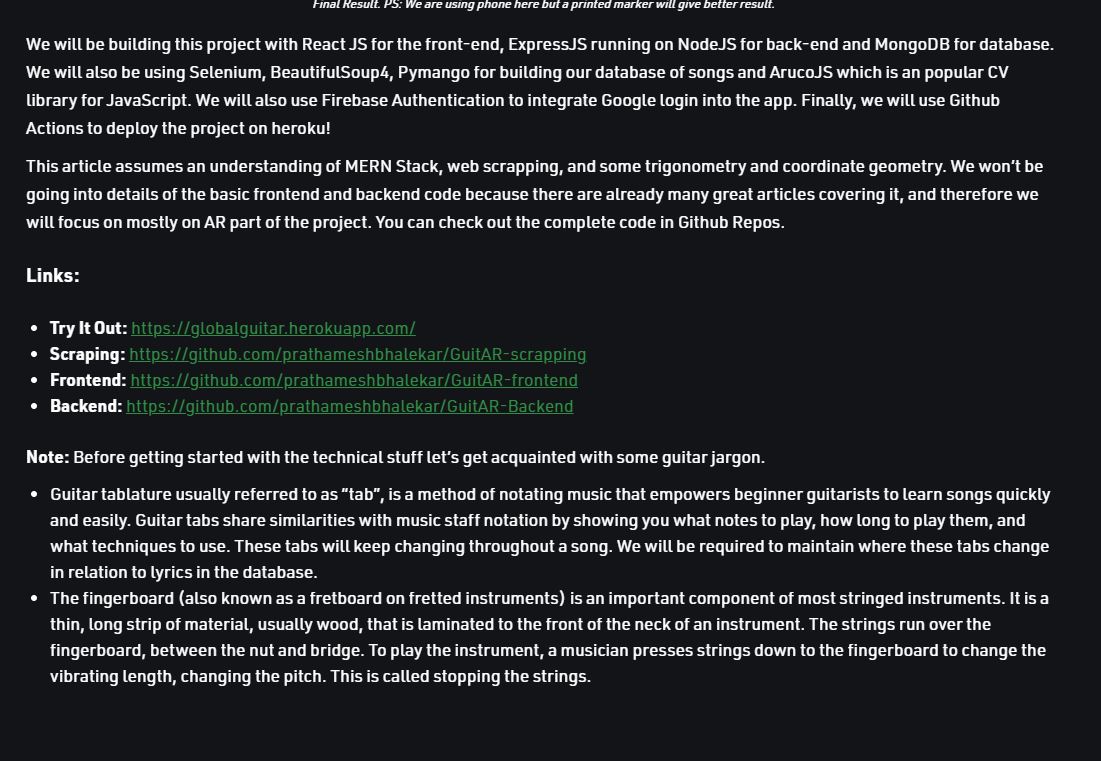 Final Result. PS: We are using phone here but a printed marker will give better result.
We will be building this project with React JS for the front-end, ExpressJS running on NodeJS for back-end and MongoDB for database.
We will also be using Selenium, BeautifulSoup4, Pymango for building our database of songs and ArucoJS which is an popular CV
library for JavaScript. We will also use Firebase Authentication to integrate Google login into the app. Finally, we will use Github
Actions to deploy the project on heroku!
This article assumes an understanding of MERN Stack, web scrapping, and some trigonometry and coordinate geometry. We won’t be
going into details of the basic frontend and backend code because there are already many great articles covering it, and therefore we
will focus on mostly on AR part of the project. You can check out the complete code in Github Repos.
Links:
• Try It Out: https://globalguitar.herokuapp.com/
• Scraping: https://github.com/prathameshbhalekar/GuitAR-scrapping
• Frontend: https://github.com/prathameshbhalekar/GuitAR-frontend
• Backend: https://github.com/prathameshbhalekar/GuitAR-Backend
Note: Before getting started with the technical stuff let’s get acquainted with some guitar jargon.
• Guitar tablature usually referred to as “tab”, is a method of notating music that empowers beginner guitarists to learn songs quickly
and easily. Guitar tabs share similarities with music staff notation by showing you what notes to play, how long to play them, and
what techniques to use. These tabs will keep changing throughout a song. We will be required to maintain where these tabs change
in relation to lyrics in the database.
• The fingerboard (also known as a fretboard on fretted instruments) is an important component of most stringed instruments. It is a
thin, long strip of material, usually wood, that is laminated to the front of the neck of an instrument. The strings run over the
fingerboard, between the nut and bridge. To play the instrument, a musician presses strings down to the fingerboard to change the
vibrating length, changing the pitch. This is called stopping the strings.